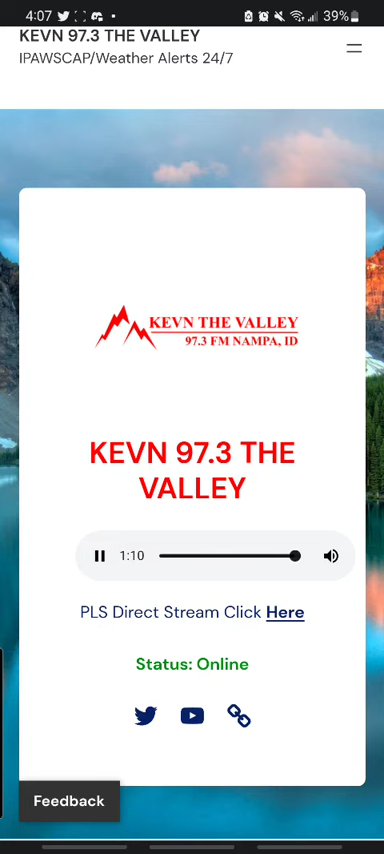 4:07
39%
KEVN 97.3 THE VALLEY
IPAWSCAP/Weather Alerts 24/7
KEVN THE VALLEY
97.3 FM NAMPA, ID
KEVN 97.3 THE
VALLEY
1:10
PLS Direct Stream Click Here
Status: Online
Feedback